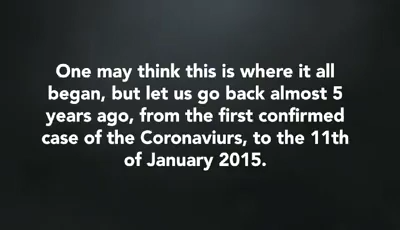 One may think this is where it all
began, but let us go back almost 5
years ago, from the first confirmed
case of the Coronaviurs, to the 11th
of January 2015.